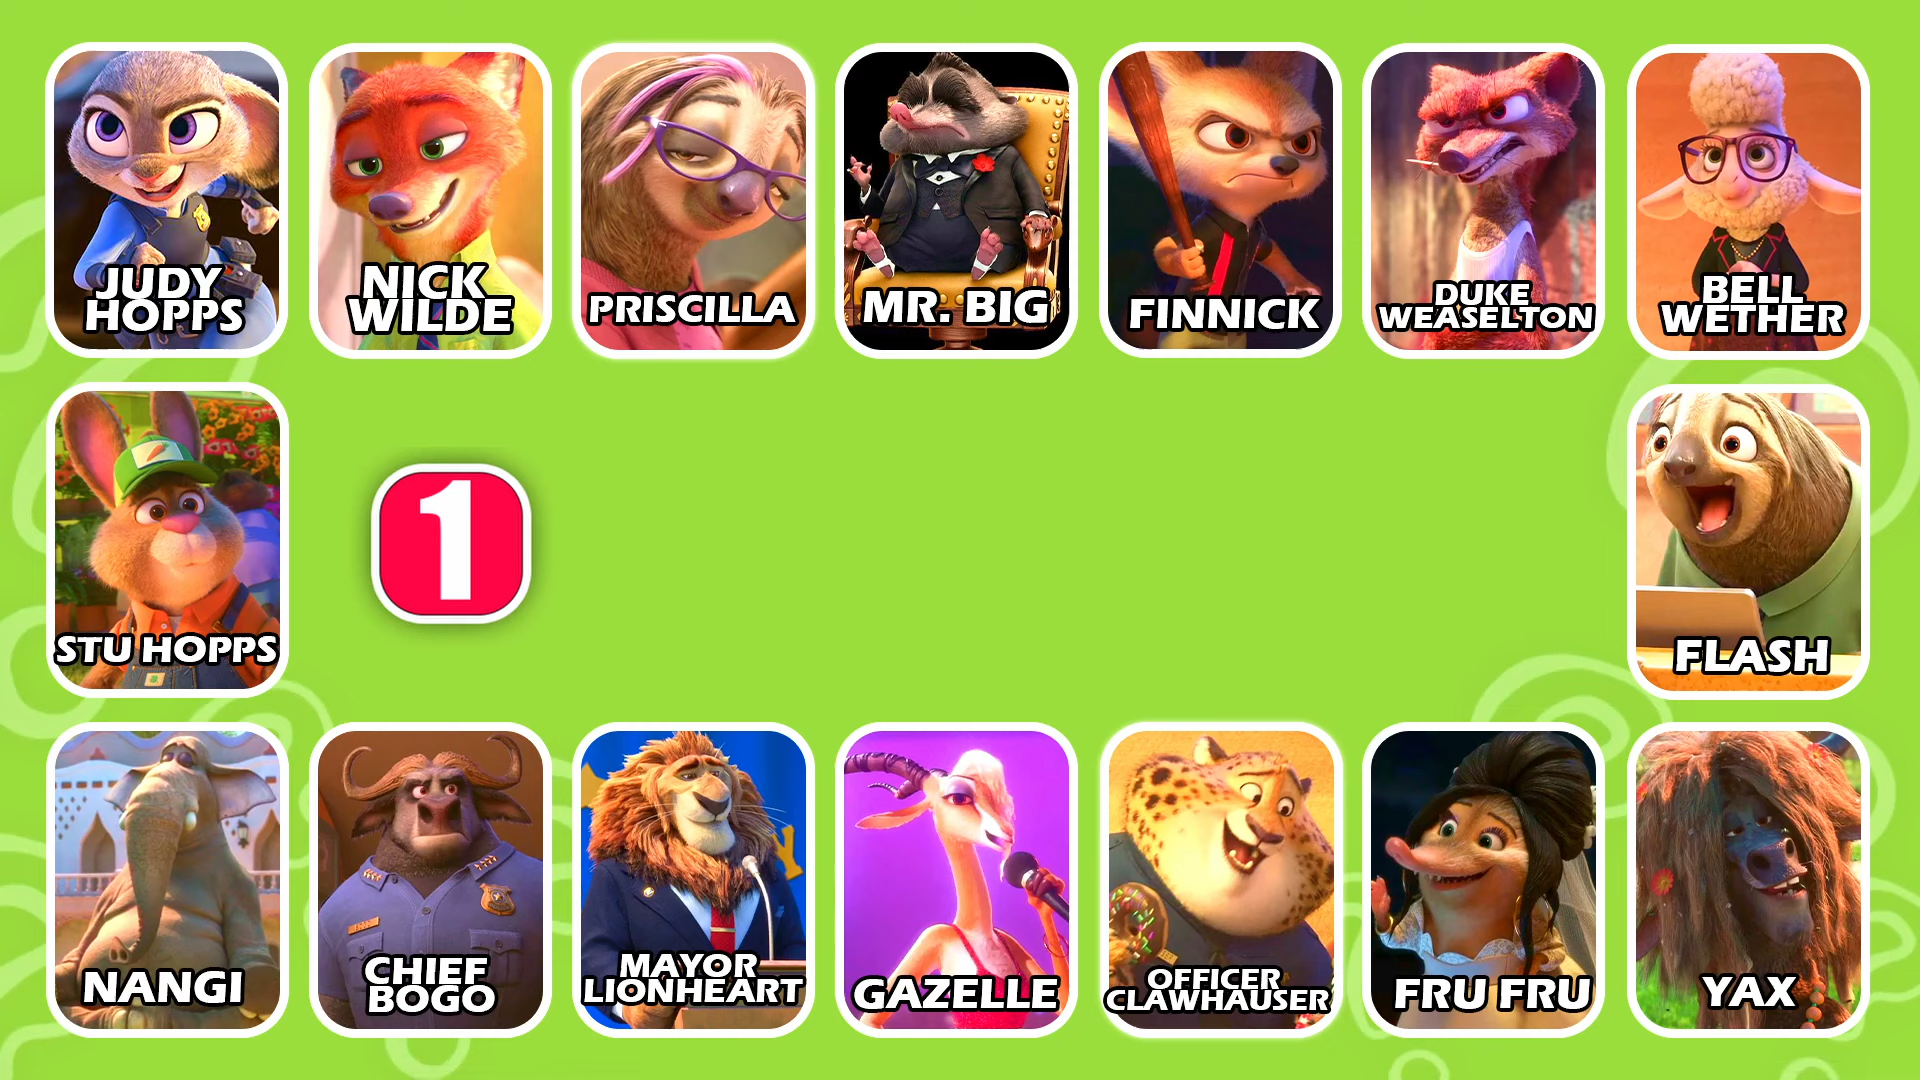 JUDY
HOPPS
NICK
WILDE
PRISCILLA
MR. BIG
FINNICK
DUKE
WEASELTON
BELL
WETHER
STU HOPPS
1
FLASH
NANGI
CHIEF
BOGO
MAYOR
LIONHEART
GAZELLE
OFFICER
CLAWHAUSER
FRU FRU
YAX